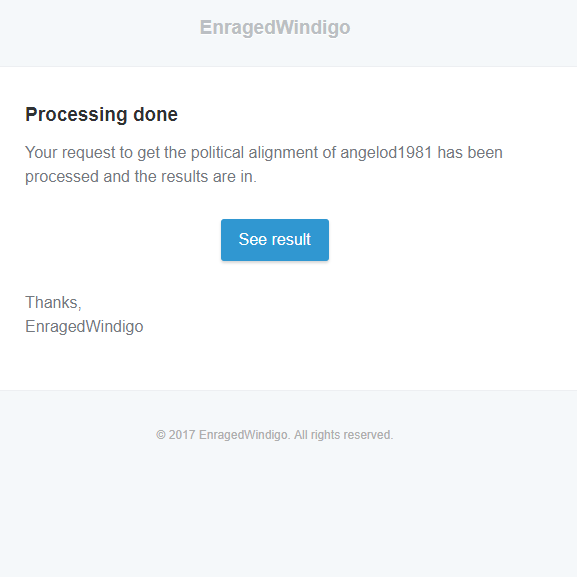 EnragedWindigo
Processing done
Your request to get the political alignment of angelod1981 has been
processed and the results are in.
See result
Thanks,
EnragedWindigo
© 2017 EnragedWindigo. All rights reserved.